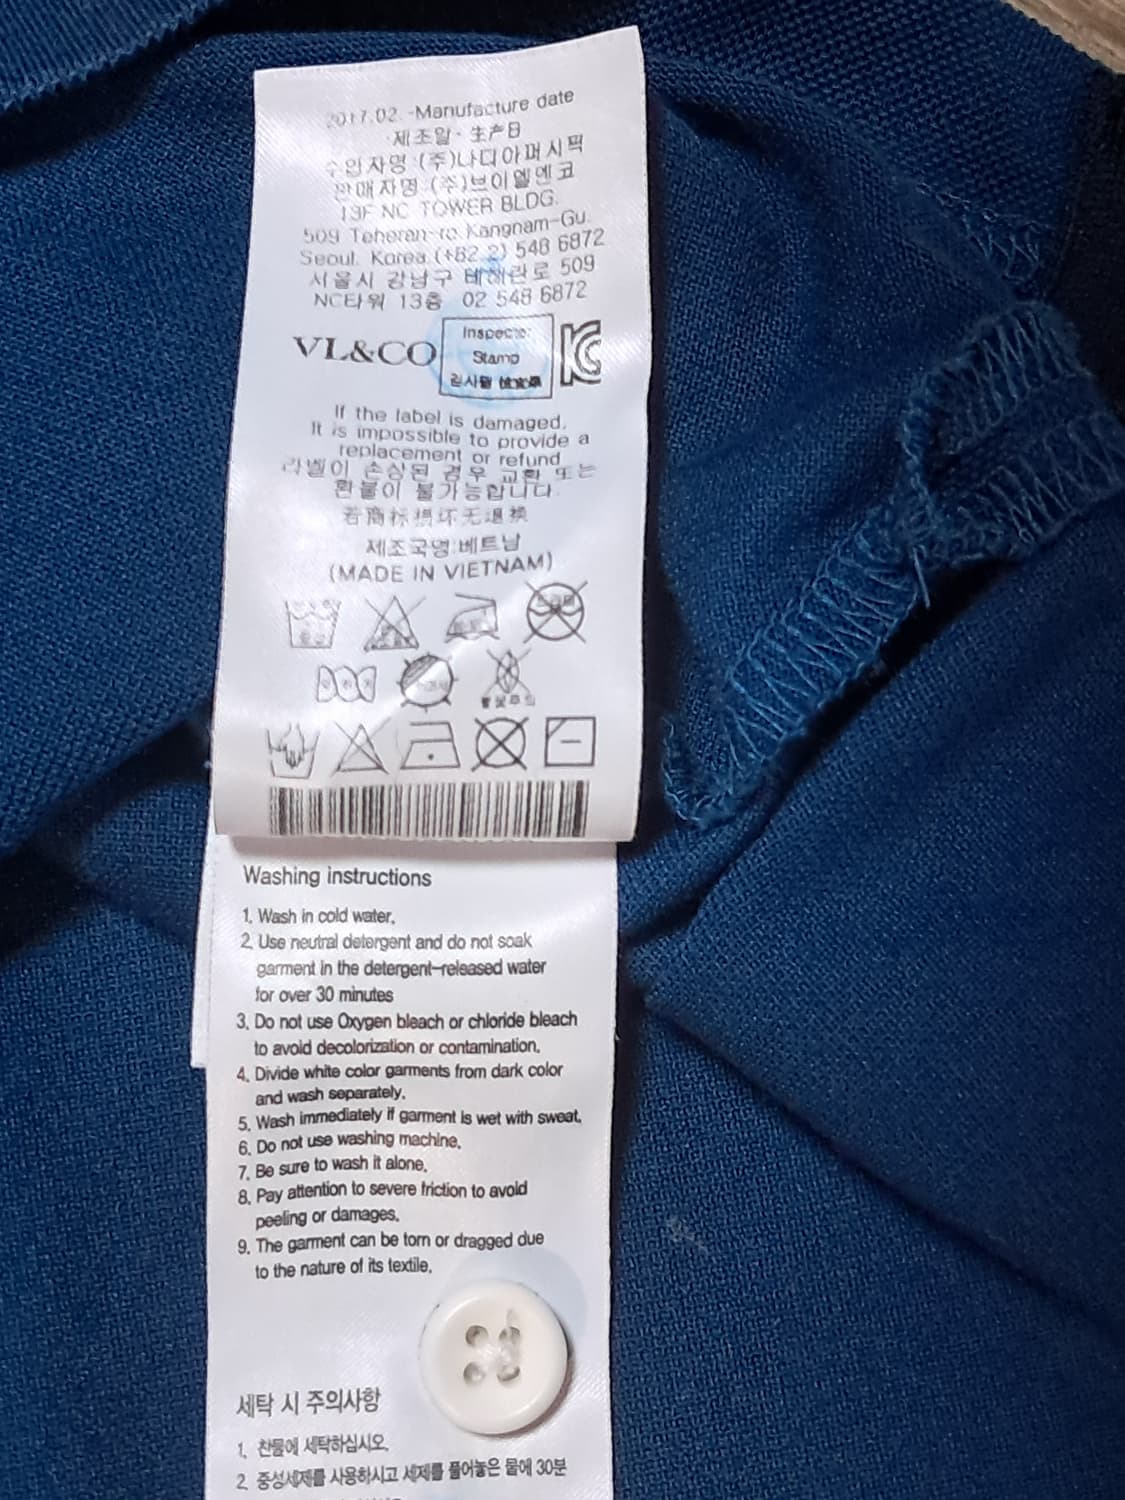 2017.02. -Manufacture date
·제조일· 生产日
수입자명:(주)나디아퍼시픽
판매자명:(주)브이엘엔코
13F NC TOWER BLDG.
509 Teheran-ro Kangnam-Gu.
Seoul. Korea.(+82 2) 548 6872
서울시 강남구 테헤란로 509
NC타워 13층 02 548 6872
VL&CO
Inspector
Stamp
검사필
If the label is damaged.
It is impossible to provide a
replacement or refund
라벨이 손상된 경우 교환 또는
환불이 불가능합니다.
若商标损坏无退换
제조국명:베트남
(MADE IN VIETNAM)
Washing instructions
1. Wash in cold water.
2. Use neutral detergent and do not soak
garment in the detergent-released water
for over 30 minutes
3. Do not use Oxygen bleach or chloride bleach
to avoid decolorization or contamination.
4. Divide white color garments from dark color
and wash separately.
5. Wash immediately if garment is wet with sweat.
6. Do not use washing machine.
7. Be sure to wash it alone.
8. Pay attention to severe friction to avoid
peeling or damages.
9. The garment can be torn or dragged due
to the nature of its textile.
세탁 시 주의사항
1. 찬물에 세탁하십시오.
2. 중성세제를 사용하시고 세제를 풀어놓은 물에 30분